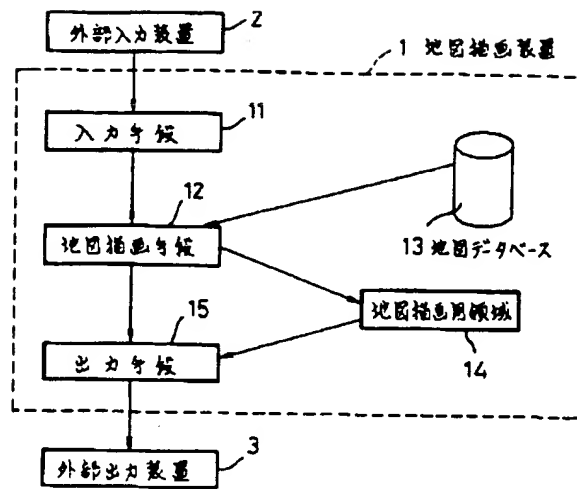 2
外部入力装置
1 地図描画装置
11
入力手段
12
地図描画手段
13 地図データベース
地図描画用領域
14
15
出力手段
3
外部出力装置